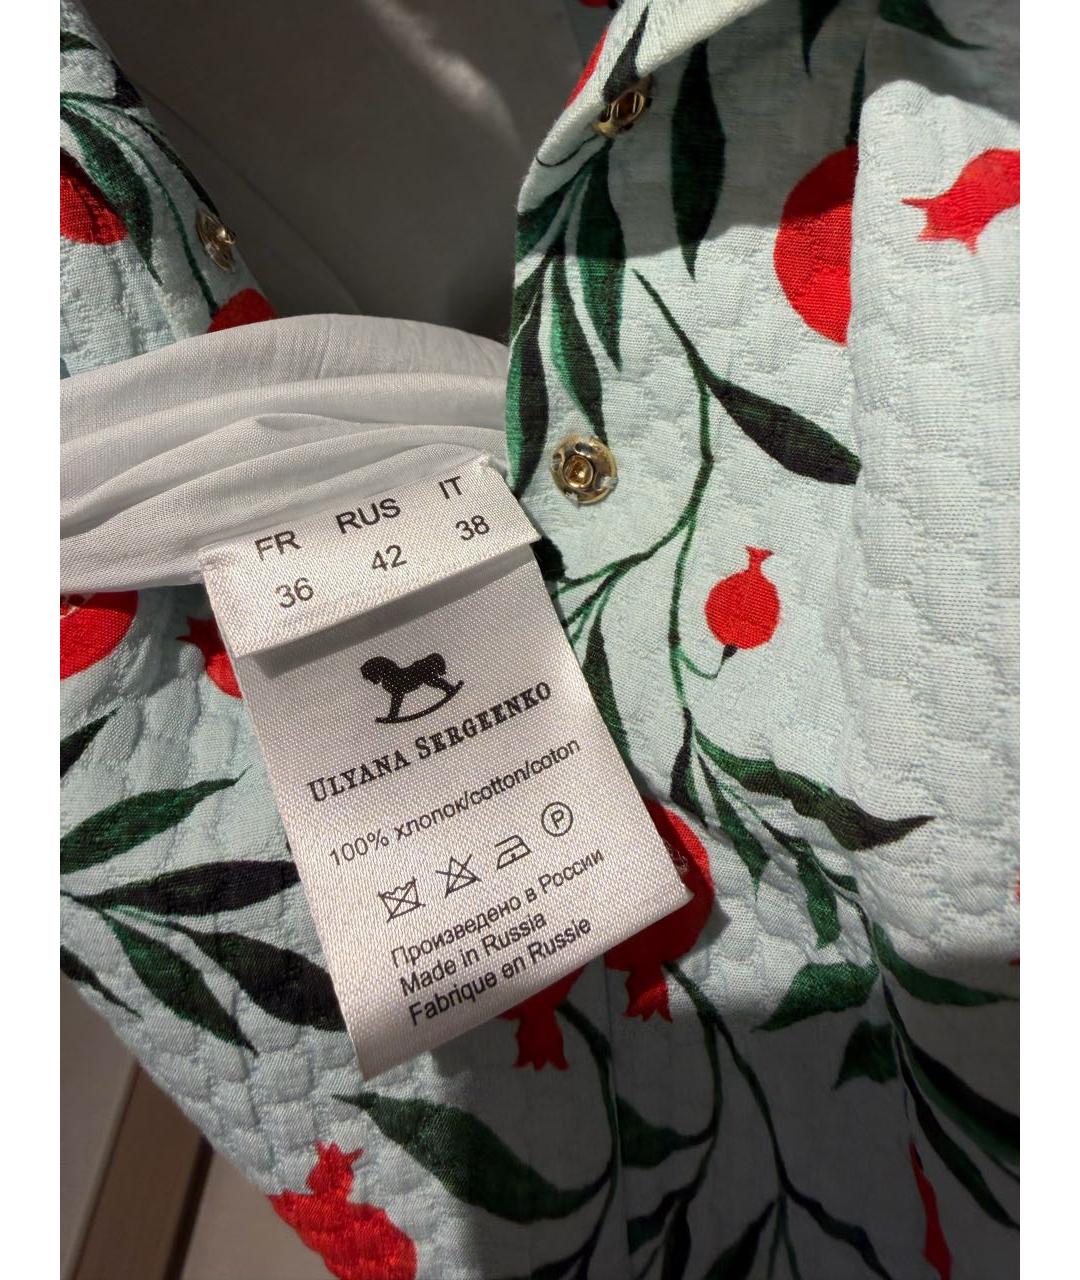 FR RUS IT
36 42 38
ULYANA SERGEENKO
100% хлопок/cotton/coton
P
Произведено в России
Made in Russia
Fabrique en Russie